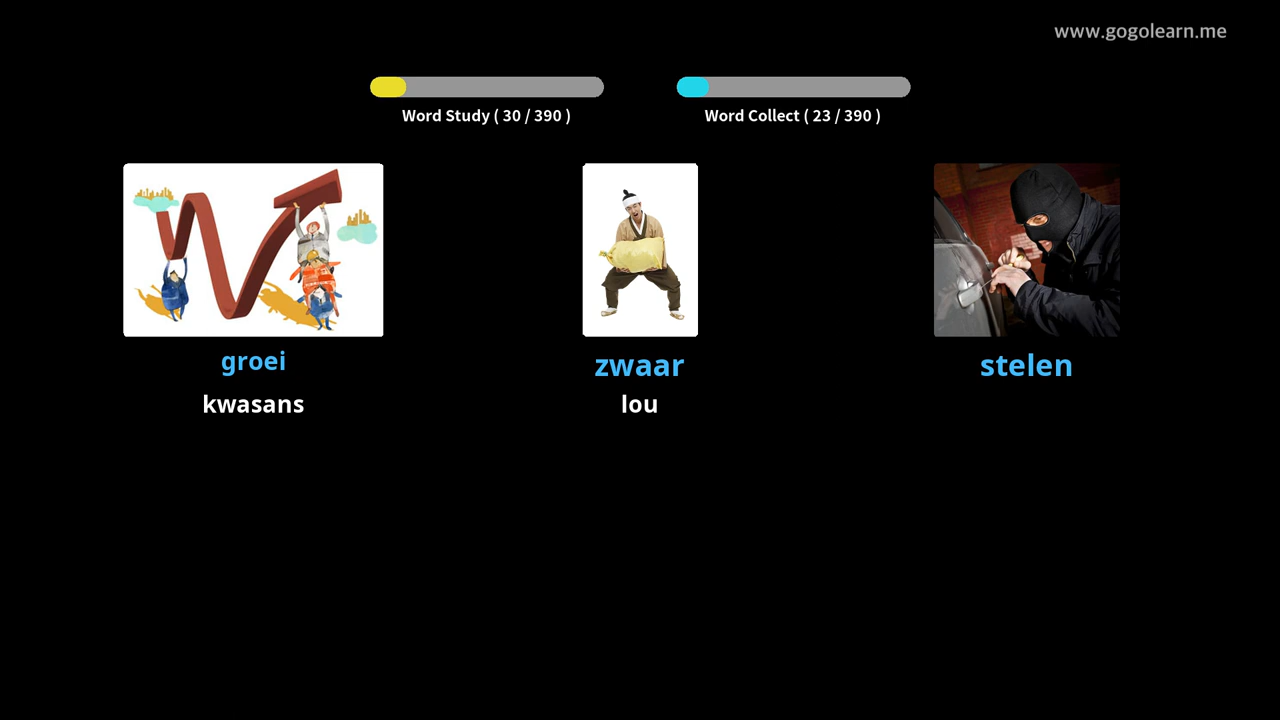 www.gogolearn.me
Word Study ( 30 / 390 )
Word Collect ( 23 / 390 )
groei
zwaar
stelen
kwasans
lou